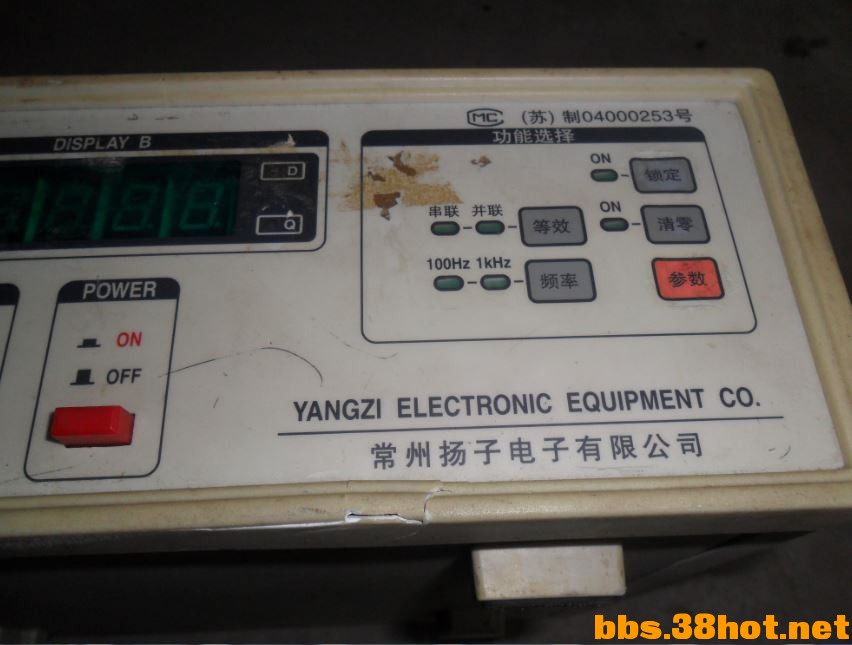 MC (苏) 制04000253号
DISPLAY B
功能选择
D
ON
锁定
Q
串联 并联
等效
ON
清零
100Hz 1kHz
频率
参数
POWER
ON
OFF
YANGZI ELECTRONIC EQUIPMENT CO.
常州扬子电子有限公司
bbs.38hot.net